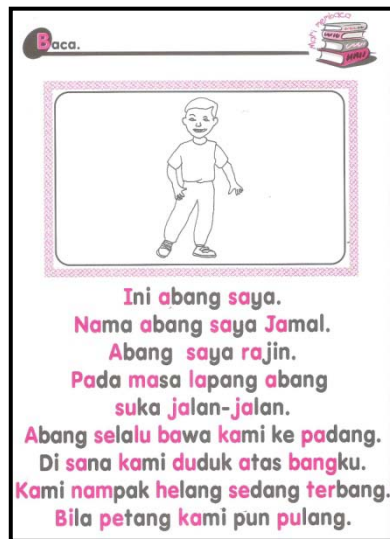 Baca.
mari membaca
Ini abang saya.
Nama abang saya Jamal.
Abang saya rajin.
Pada masa lapang abang
suka jalan-jalan.
Abang selalu bawa kami ke padang.
Di sana kami duduk atas bangku.
Kami nampak helang sedang terbang.
Bila petang kami pun pulang.